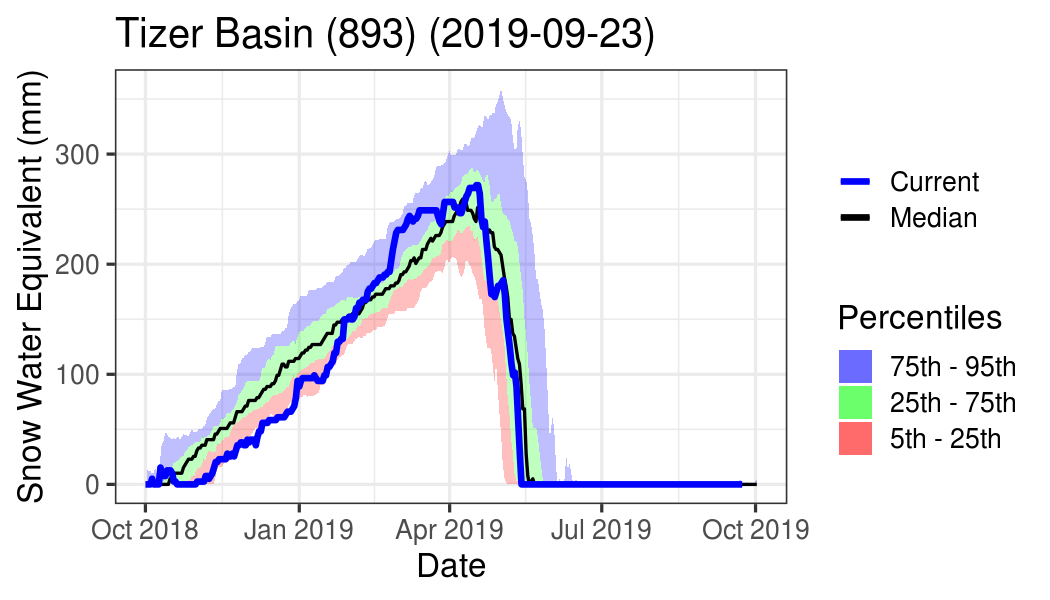 Tizer Basin (893) (2019-09-23)
Snow Water Equivalent (mm)
300
200
100
0
Oct 2018
Jan 2019
Apr 2019
Jul 2019
Oct 2019
Date
Current
Median
Percentiles
75th - 95th
25th - 75th
5th - 25th